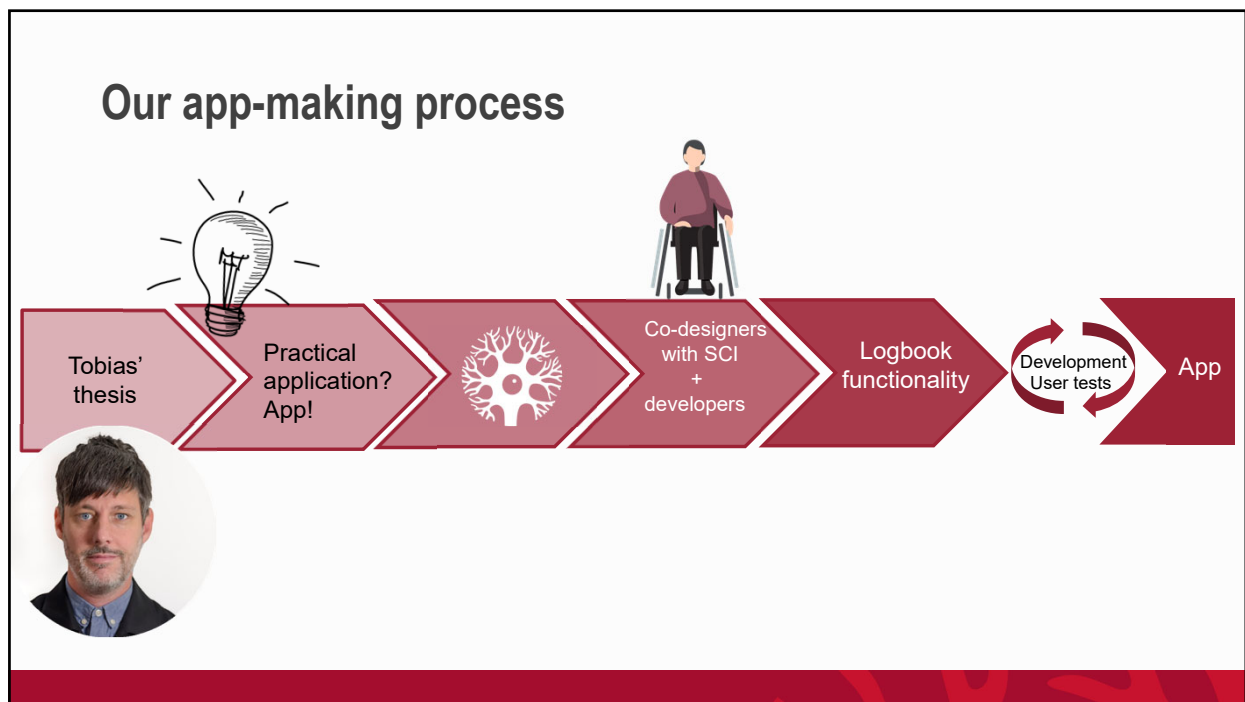 Our app-making process
Tobias’
thesis
Practical
application?
App!
Co-designers
with SCI
+
developers
Logbook
functionality
Development
User tests
App